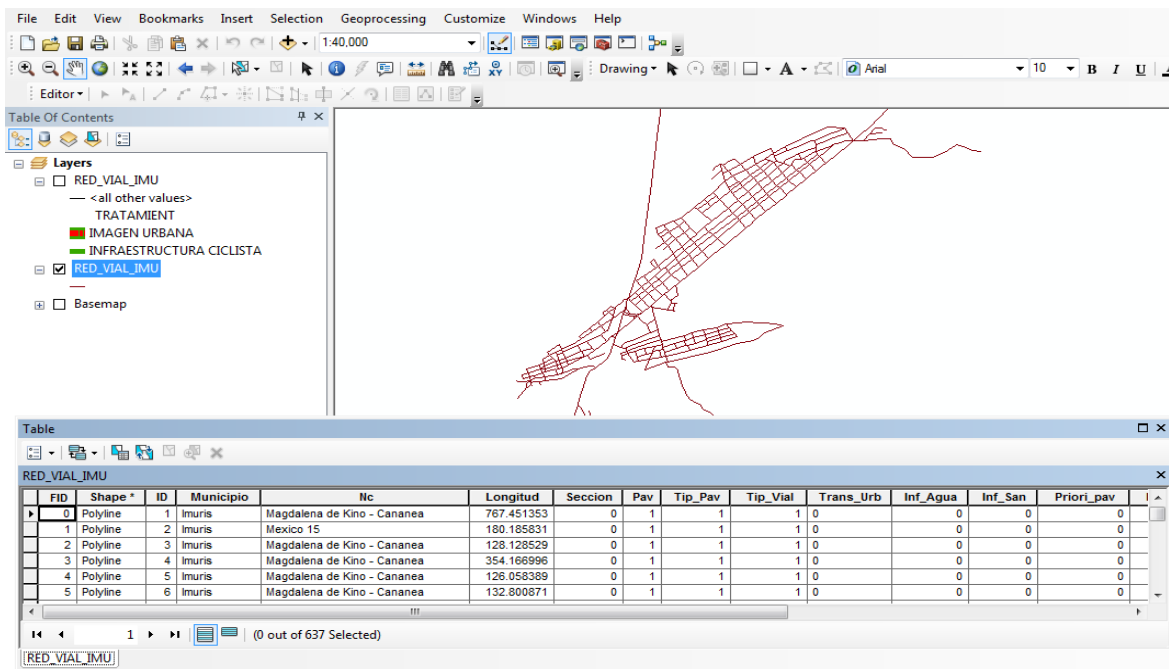 File Edit View Bookmarks Insert Selection Geoprocessing Customize Windows Help
1:40,000
Drawing A Arial 10 B I U A
Editor
Table Of Contents
Layers
RED_VIAL_IMU
<all other values>
TRATAMIENT
IMAGEN URBANA
INFRAESTRUCTURA CICLISTA
RED_VIAL_IMU
Basemap
Table
RED_VIAL_IMU
FID Shape * ID Municipio Nc Longitud Seccion Pav Tip_Pav Tip_Vial Trans_Urb Inf_Agua Inf_San Priori_pav
0 Polyline 1 Imuris Magdalena de Kino - Cananea 767.451353 0 1 1 1 0 0 0 0
1 Polyline 2 Imuris Mexico 15 180.185831 0 1 1 1 0 0 0 0
2 Polyline 3 Imuris Magdalena de Kino - Cananea 128.128529 0 1 1 1 0 0 0 0
3 Polyline 4 Imuris Magdalena de Kino - Cananea 354.166996 0 1 1 1 0 0 0 0
4 Polyline 5 Imuris Magdalena de Kino - Cananea 126.058389 0 1 1 1 0 0 0 0
5 Polyline 6 Imuris Magdalena de Kino - Cananea 132.800871 0 1 1 1 0 0 0 0
1 (0 out of 637 Selected)
RED_VIAL_IMU